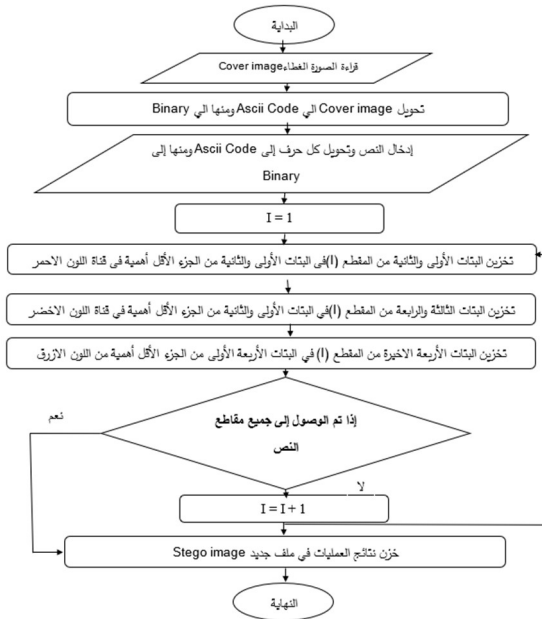 البداية
قراءة الصورة الغطاءCover image
تحويل Cover image الي Ascii Code ومنها الي Binary
إدخال النص وتحويل كل حرف إلى Ascii Code ومنها إلى
Binary
I = 1
تخزين البتات الأولى والثانية من المقطع (I)فى البتات الأولى والثانية من الجزء الأقل أهمية فى قناة اللون الاحمر
تخزين البتات الثالثة والرابعة من المقطع (I)في البتات الأولى والثانية من الجزء الأقل أهمية في قناة اللون الاخضر
تخزين البتات الأربعة الاخيرة من المقطع (I) في البتات الأربعة الأولى من الجزء الأقل أهمية من اللون الازرق
نعم
إذا تم الوصول إلى جميع مقاطع
النص
لا
I = I + 1
خزن نتائج العمليات في ملف جديد Stego image
النهاية